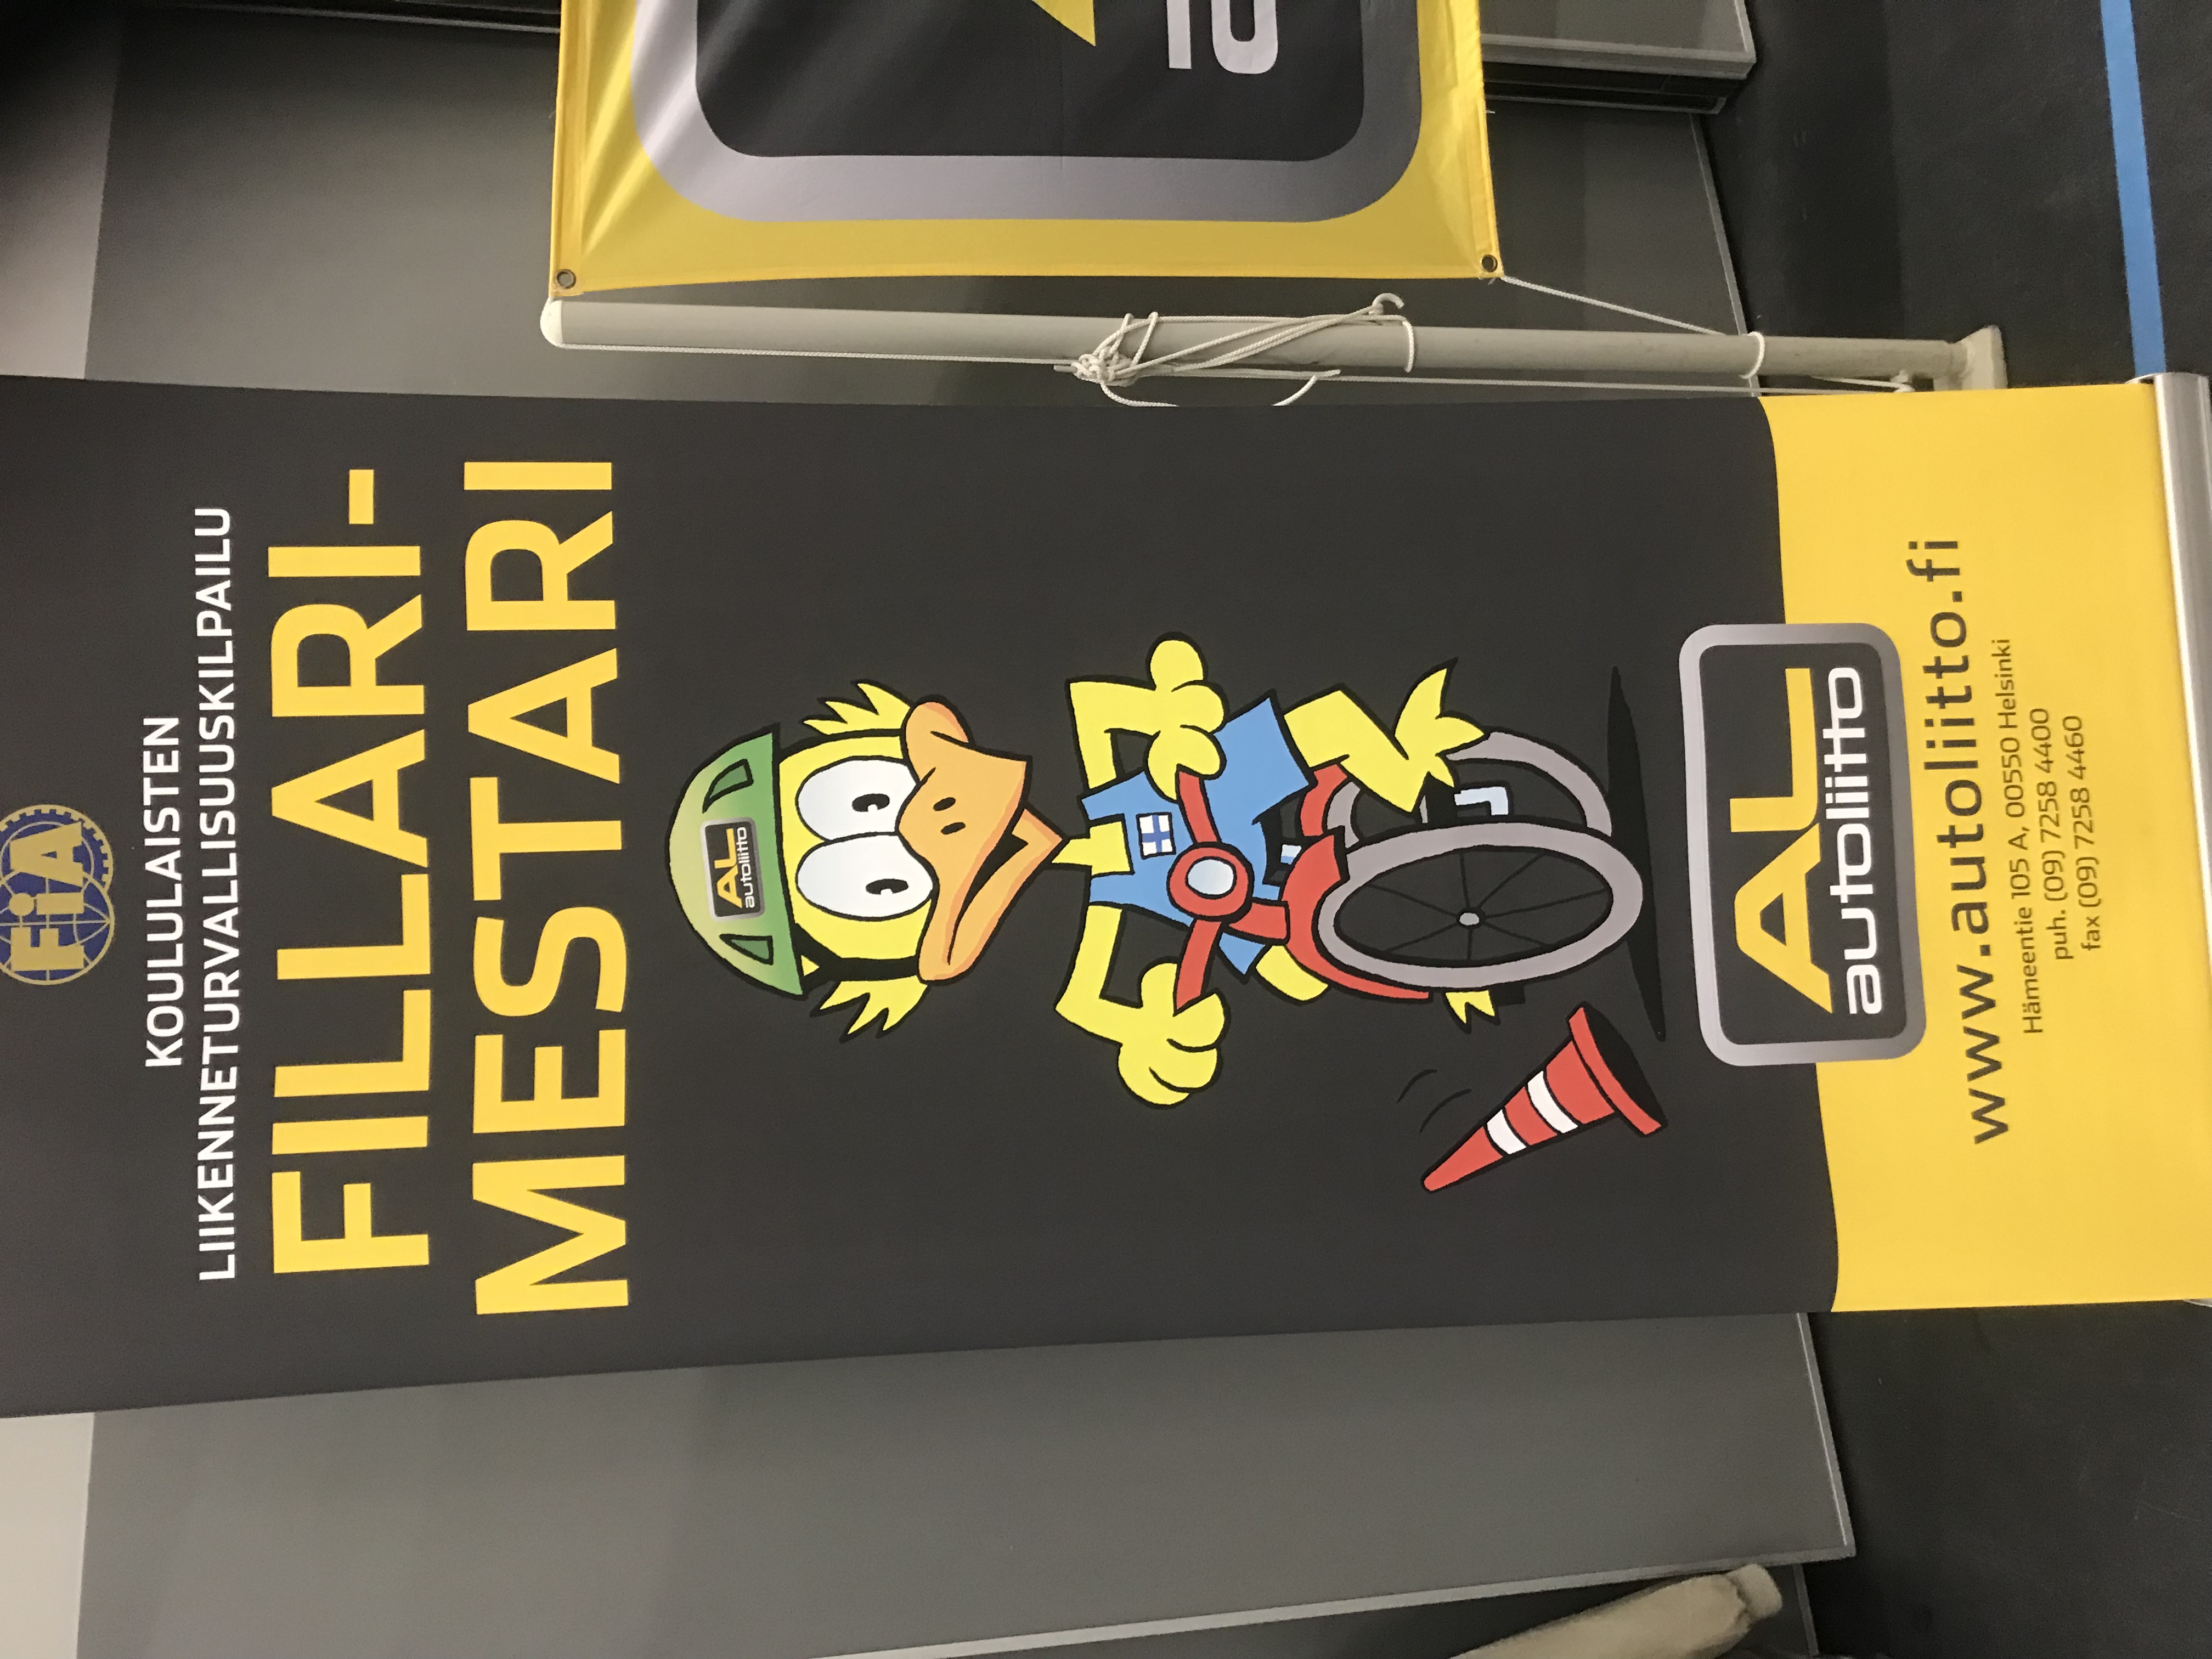 FIA
KOULULAISTEN
LIIKENNETURVALLISUUSKILPAILU
FILLARI-
MESTARI
AL
autoliitto
AL
autoliitto
www.autoliitto.fi
Hämeentie 105 A, 00550 Helsinki
puh. (09) 7258 4400
fax (09) 7258 4460